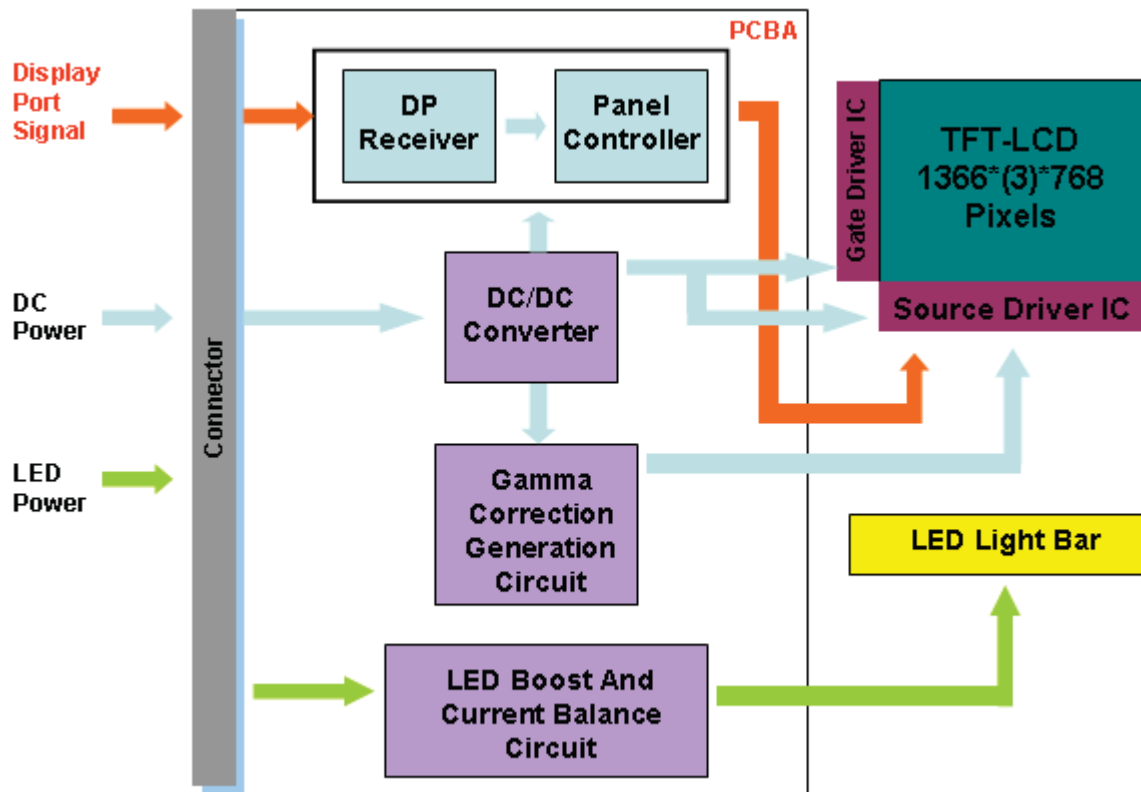 PCBA
Display
Port
Signal
DP
Receiver
Panel
Controller
Gate Driver IC
TFT-LCD
1366*(3)*768
Pixels
Source Driver IC
DC
Power
DC/DC
Converter
Connector
LED
Power
Gamma
Correction
Generation
Circuit
LED Light Bar
LED Boost And
Current Balance
Circuit